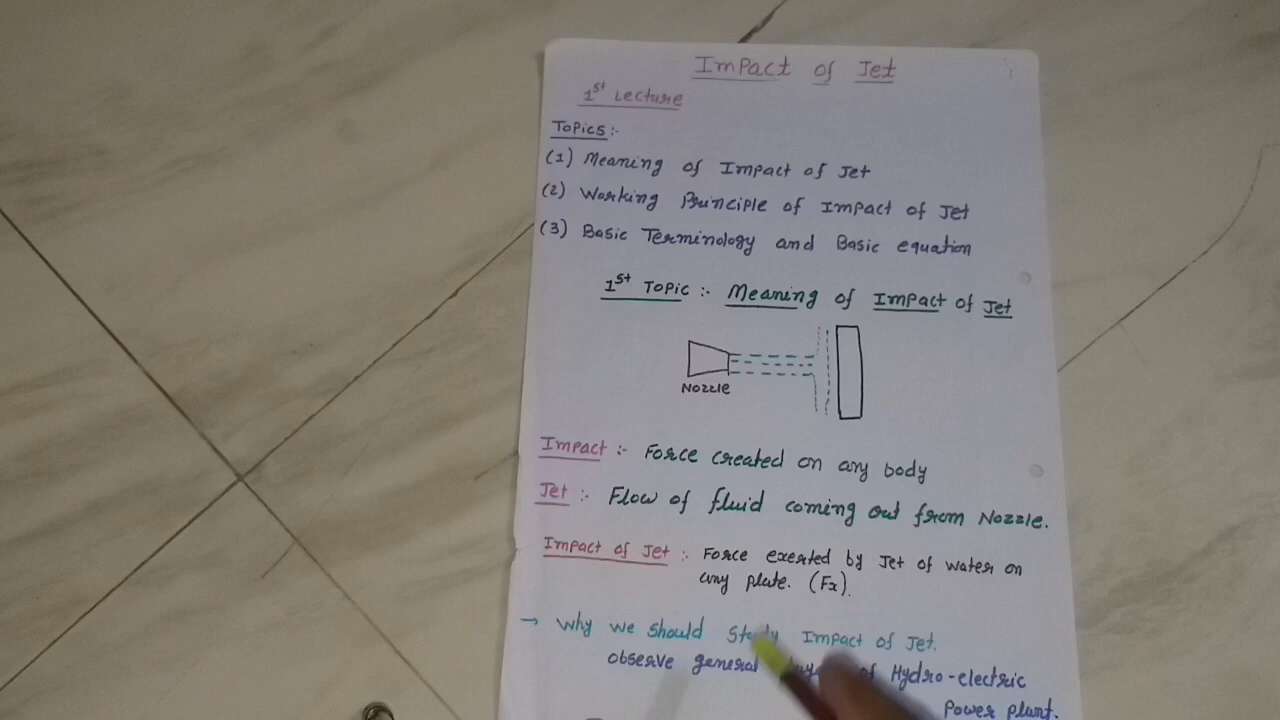 Impact of Jet
1st Lecture
Topics:-
(1) Meaning of Impact of Jet
(2) Working Principle of Impact of Jet
(3) Basic Terminology and Basic equation
1st Topic :- Meaning of Impact of Jet
Nozzle
Impact :- Force created on any body
Jet :- Flow of fluid coming out from Nozzle.
Impact of Jet :- Force exerted by Jet of water on
any plate. (Fx).
→ Why we should Study Impact of Jet.
observe general of Hydro-electric
Power plant.